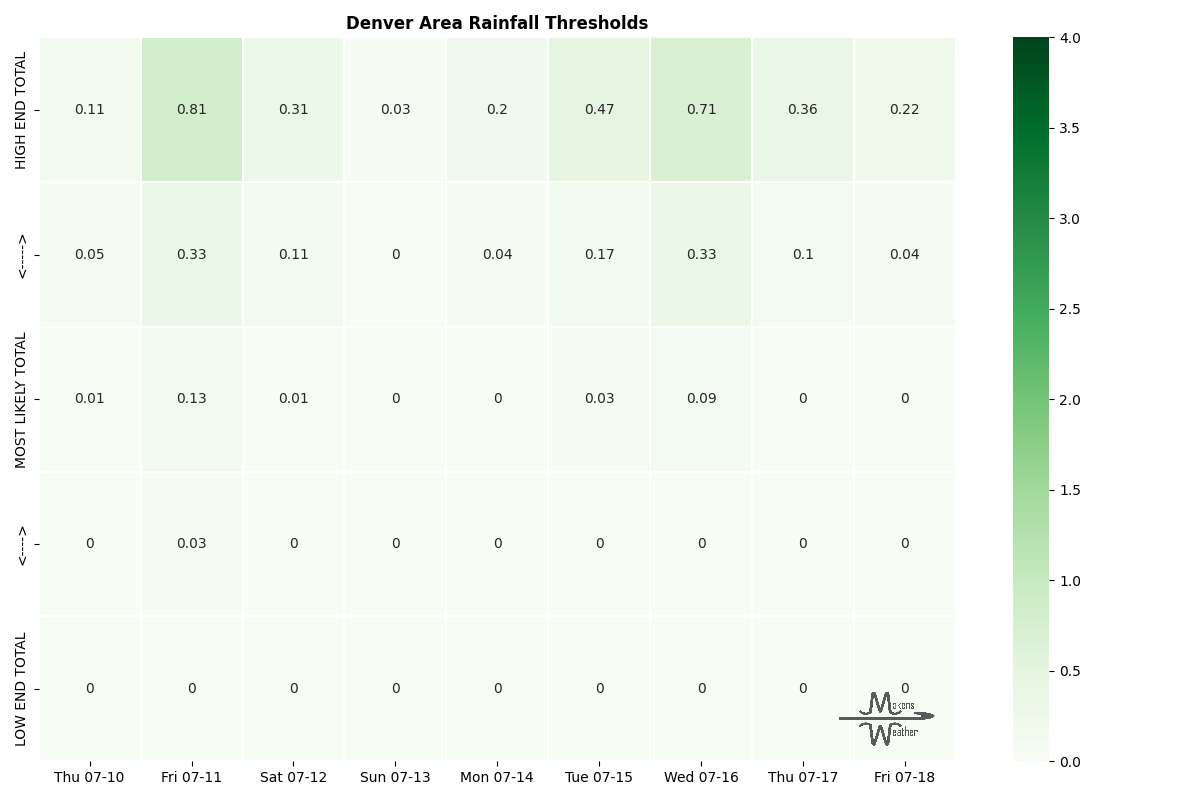 Denver Area Rainfall Thresholds
HIGH END TOTAL
0.11 0.81 0.31 0.03 0.2 0.47 0.71 0.36 0.22
<----->
0.05 0.33 0.11 0 0.04 0.17 0.33 0.1 0.04
MOST LIKELY TOTAL
0.01 0.13 0.01 0 0 0.03 0.09 0 0
<---->
0 0.03 0 0 0 0 0 0 0
LOW END TOTAL
0 0 0 0 0 0 0 0 0
Makens
Weather
Thu 07-10 Fri 07-11 Sat 07-12 Sun 07-13 Mon 07-14 Tue 07-15 Wed 07-16 Thu 07-17 Fri 07-18
4.0
3.5
3.0
2.5
2.0
1.5
1.0
0.5
0.0